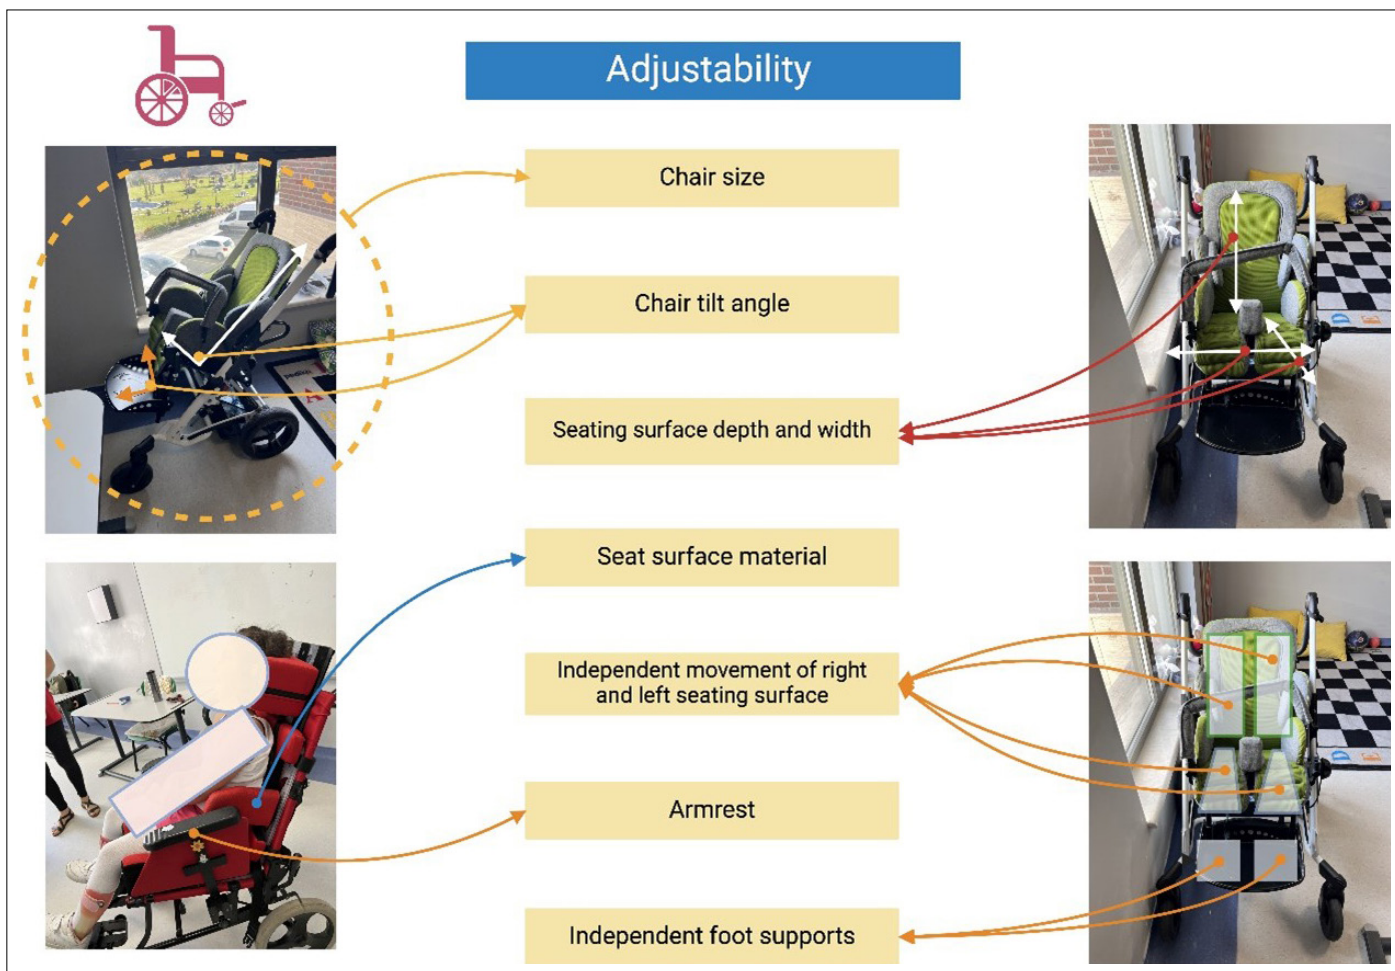 Adjustability
Chair size
Chair tilt angle
Seating surface depth and width
Seat surface material
Independent movement of right
and left seating surface
Armrest
Independent foot supports
A
D
E
D
E